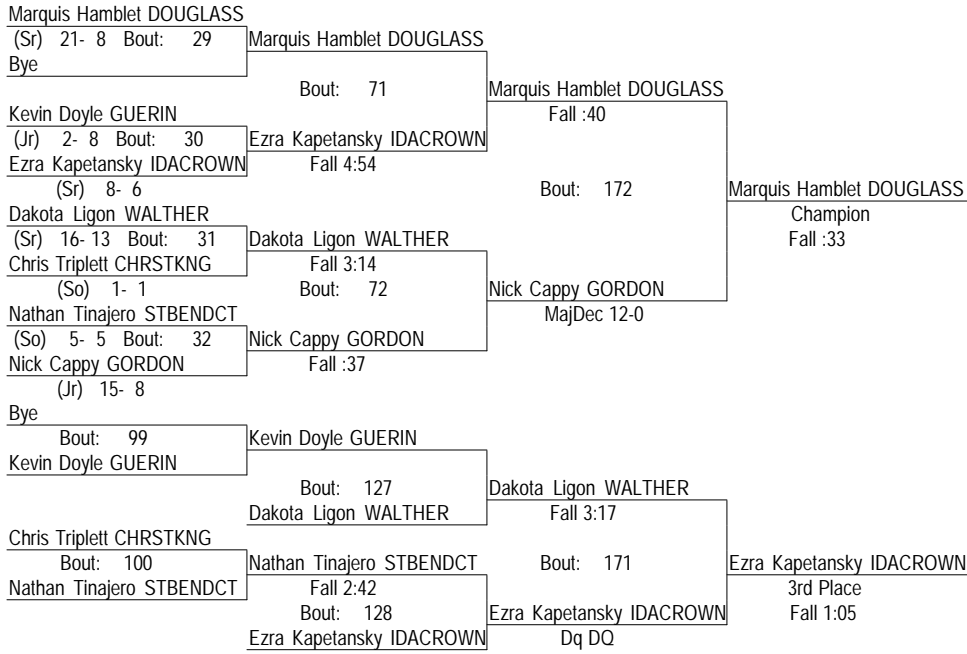 Marquis Hamblet DOUGLASS
(Sr) 21- 8 Bout: 29 Marquis Hamblet DOUGLASS
Bye
Bout: 71 Marquis Hamblet DOUGLASS
Kevin Doyle GUERIN Fall :40
(Jr) 2- 8 Bout: 30 Ezra Kapetansky IDACROWN
Ezra Kapetansky IDACROWN Fall 4:54
(Sr) 8- 6 Bout: 172 Marquis Hamblet DOUGLASS
Dakota Ligon WALTHER Champion
(Sr) 16- 13 Bout: 31 Dakota Ligon WALTHER Fall :33
Chris Triplett CHRSTKNG Fall 3:14
(So) 1- 1 Bout: 72 Nick Cappy GORDON
Nathan Tinajero STBENDCT MajDec 12-0
(So) 5- 5 Bout: 32 Nick Cappy GORDON
Nick Cappy GORDON Fall :37
(Jr) 15- 8
Bye
Bout: 99 Kevin Doyle GUERIN
Kevin Doyle GUERIN
Bout: 127 Dakota Ligon WALTHER
Dakota Ligon WALTHER Fall 3:17
Chris Triplett CHRSTKNG
Bout: 100 Nathan Tinajero STBENDCT Bout: 171 Ezra Kapetansky IDACROWN
Nathan Tinajero STBENDCT Fall 2:42 3rd Place
Bout: 128 Ezra Kapetansky IDACROWN Fall 1:05
Ezra Kapetansky IDACROWN Dq DQ